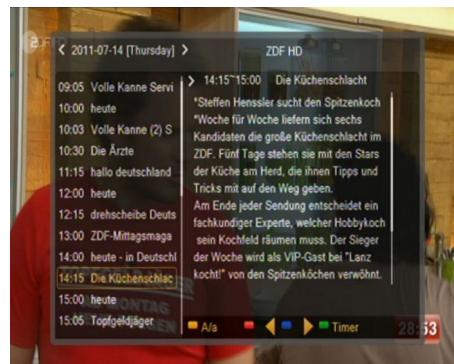 2011-07-14 [Thursday]
ZDF HD
09:05 Volle Kanne Servi
10:00 heute
10:03 Volle Kanne (2) S
10:30 Die Ärzte
11:15 hallo deutschland
12:00 heute
12:15 drehscheibe Deuts
13:00 ZDF-Mittagsmaga
14:00 heute - in Deutschl
14:15 Die Küchenschlac
15:00 heute
15:05 Topfgeldjäger
14:15~15:00 Die Küchenschlacht
*Steffen Henssler sucht den Spitzenkoch
*Woche für Woche liefern sich sechs
Kandidaten die große Küchenschlacht im
ZDF. Fünf Tage stehen sie mit den Stars
der Küche am Herd, die ihnen Tipps und
Tricks mit auf den Weg geben.
Am Ende jeder Sendung entscheidet ein
fachkundiger Experte, welcher Hobbykoch
sein Kochfeld räumen muss. Der Sieger
der Woche wird als VIP-Gast bei "Lanz
kocht!" von den Spitzenköchen verwöhnt.
A/a
Timer
28:53